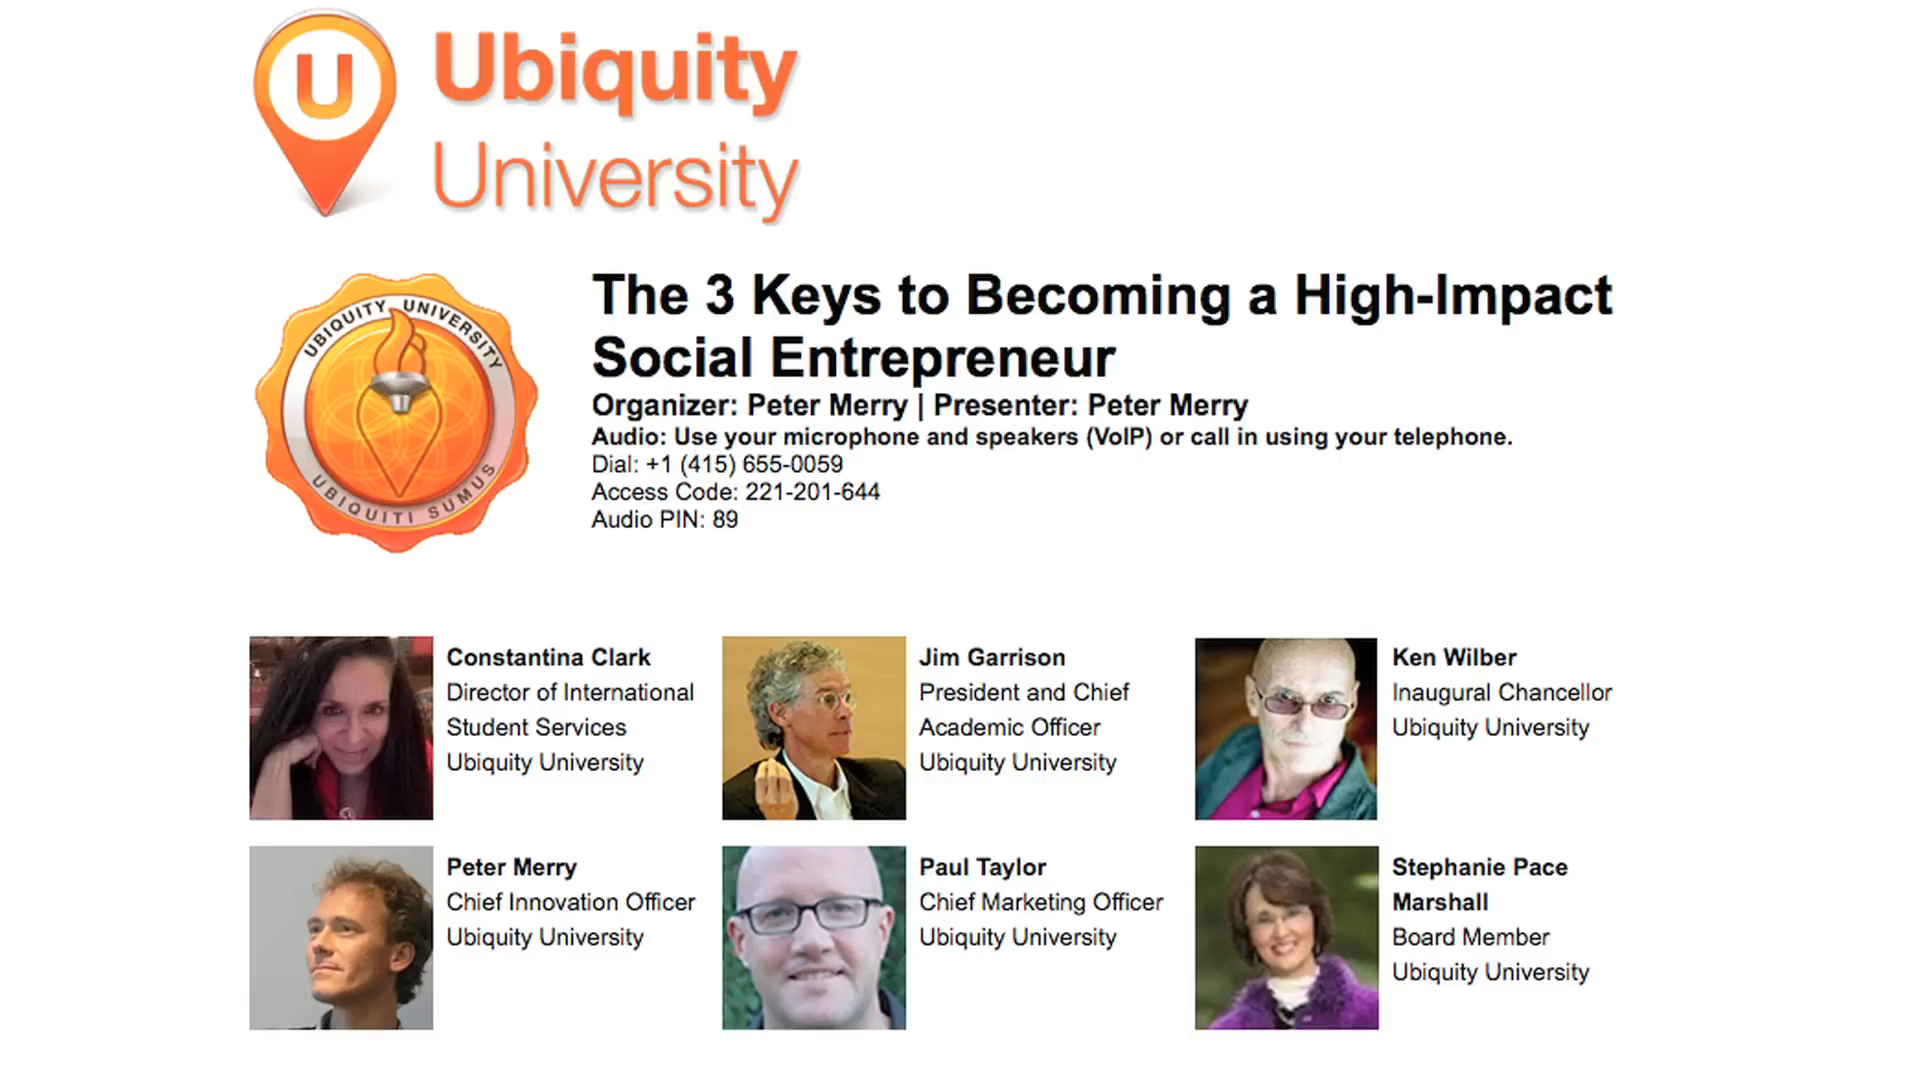 U
Ubiquity
University
UBIQUITY UNIVERSITY
UBIQUITI SUMUS
The 3 Keys to Becoming a High-Impact
Social Entrepreneur
Organizer: Peter Merry | Presenter: Peter Merry
Audio: Use your microphone and speakers (VoIP) or call in using your telephone.
Dial: +1 (415) 655-0059
Access Code: 221-201-644
Audio PIN: 89
Constantina Clark
Director of International
Student Services
Ubiquity University
Jim Garrison
President and Chief
Academic Officer
Ubiquity University
Ken Wilber
Inaugural Chancellor
Ubiquity University
Peter Merry
Chief Innovation Officer
Ubiquity University
Paul Taylor
Chief Marketing Officer
Ubiquity University
Stephanie Pace
Marshall
Board Member
Ubiquity University